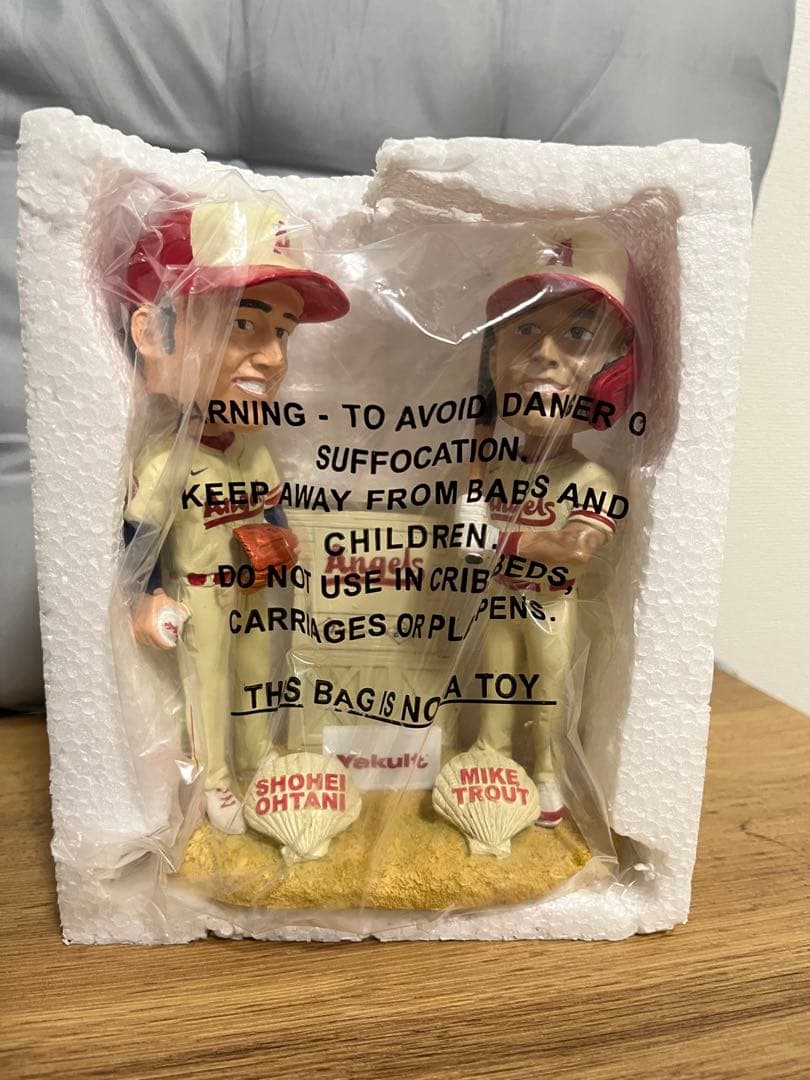 ARNING - TO AVOID DANGER O
SUFFOCATION.
KEEP AWAY FROM BABS AND
CHILDREN.
DO NOT USE IN CRIB BEDS,
CARRIAGES OR PL PENS.
THS BAG IS NO A TOY
Angels
Angels
Angels
Yakult
SHOHEI
OHTANI
MIKE
TROUT